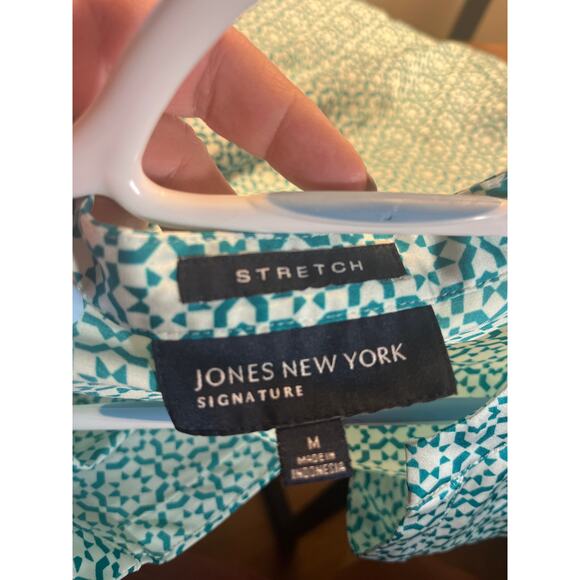 STRETCH
JONES NEW YORK
SIGNATURE
M
MADE IN
INDONESIA